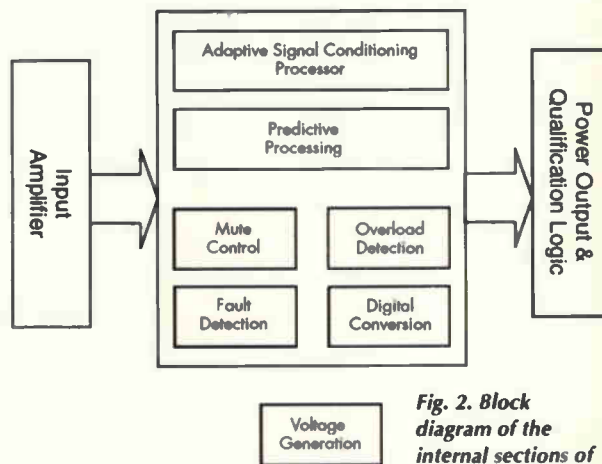 Input
Amplifier
Adaptive Signal Conditioning
Processor
Predictive
Processing
Mute
Control
Overload
Detection
Fault
Detection
Digital
Conversion
Power Output &
Qualification Logic
Voltage
Generation
Fig. 2. Block
diagram of the
internal sections of